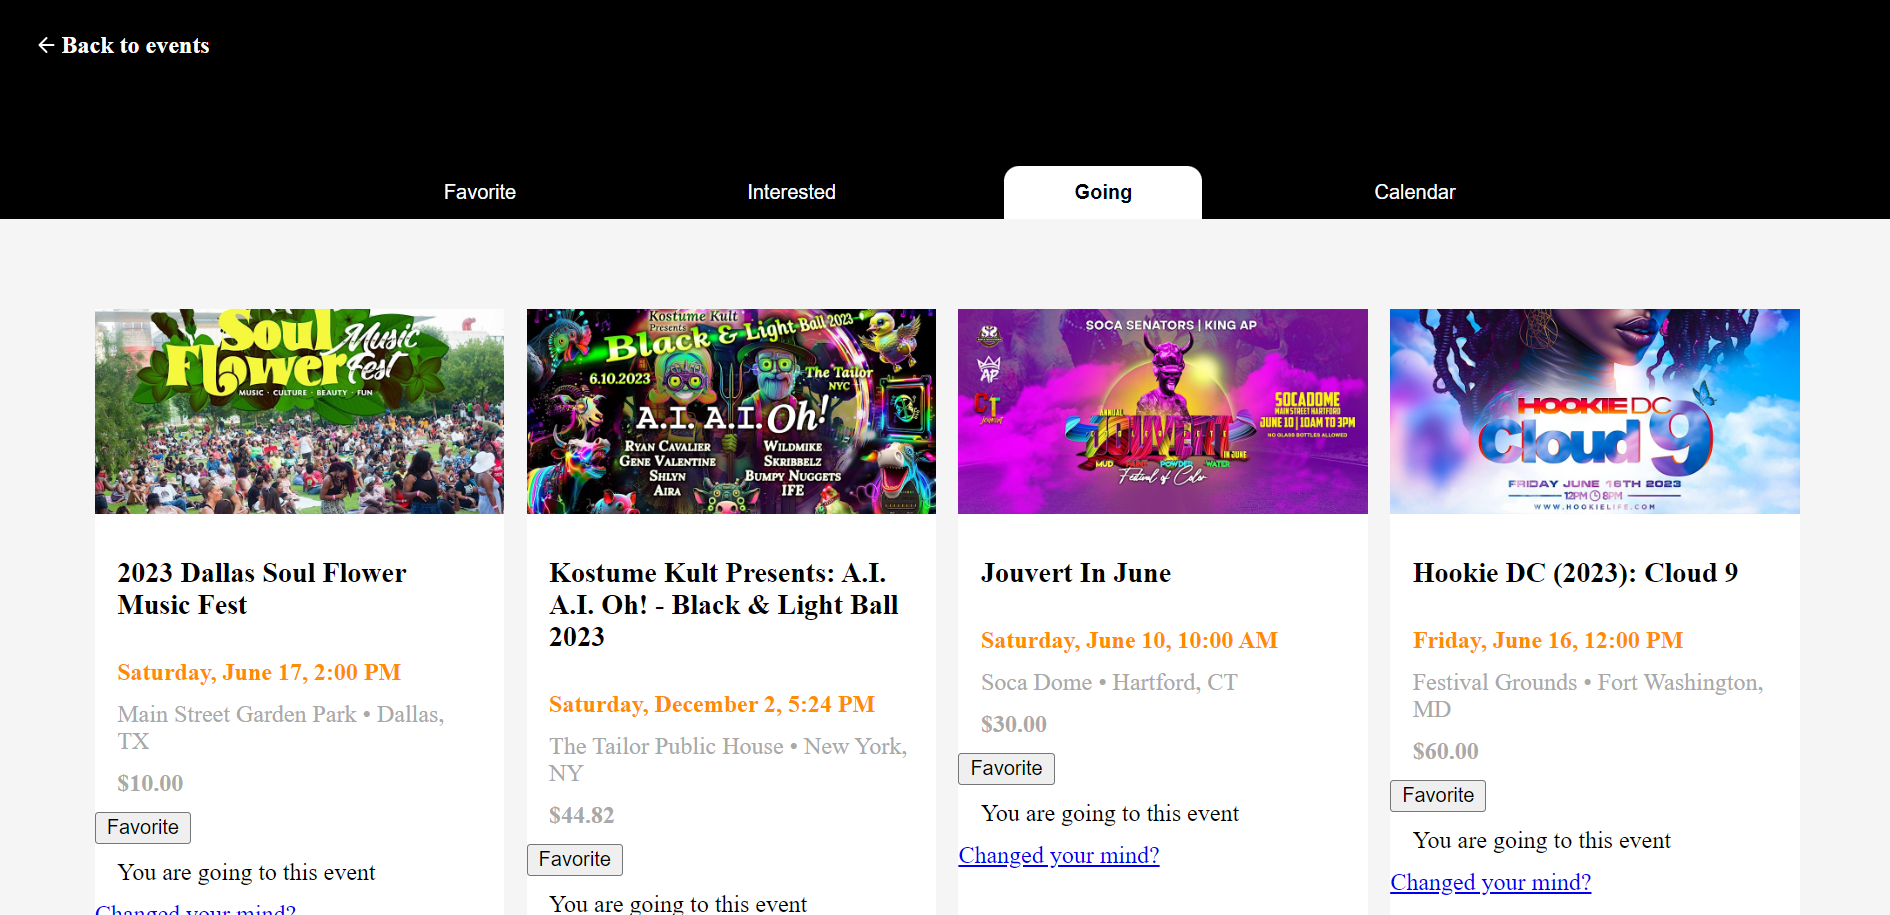 Back to events
Favorite
Interested
Going
Calendar
Soul
Flower
Music
Fest
MUSIC · CULTURE · BEAUTY · FUN
2023 Dallas Soul Flower
Music Fest
Saturday, June 17, 2:00 PM
Main Street Garden Park • Dallas,
TX
$10.00
Favorite
You are going to this event
Changed your mind?
Kostume Kult
Presents
Black & Light Ball 2023
6.10.2023
The Tailor
NYC
A.I. A.I. Oh!
RYAN CAVALIER
GENE VALENTINE
SHLYN
AIRA
WILDMIKE
SKRIBBELZ
BUMPY NUGGETS
IFE
Kostume Kult Presents: A.I.
A.I. Oh! - Black & Light Ball
2023
Saturday, December 2, 5:24 PM
The Tailor Public House • New York,
NY
$44.82
Favorite
You are going to this event
SOCA SENATORS | KING AP
AP
CT
ANNUAL
JOUVERT
IN JUNE
MUD PAINT POWDER WATER
Festival of Color
SOCADOME
MAIN STREET HARTFORD
JUNE 10 | 10AM TO 3PM
NO GLASS BOTTLES ALLOWED
Jouvert In June
Saturday, June 10, 10:00 AM
Soca Dome • Hartford, CT
$30.00
Favorite
You are going to this event
Changed your mind?
HOOKIE DC
Cloud 9
FRIDAY JUNE 16TH 2023
12PM 8PM
WWW.HOOKIELIFE.COM
Hookie DC (2023): Cloud 9
Friday, June 16, 12:00 PM
Festival Grounds • Fort Washington,
MD
$60.00
Favorite
You are going to this event
Changed your mind?